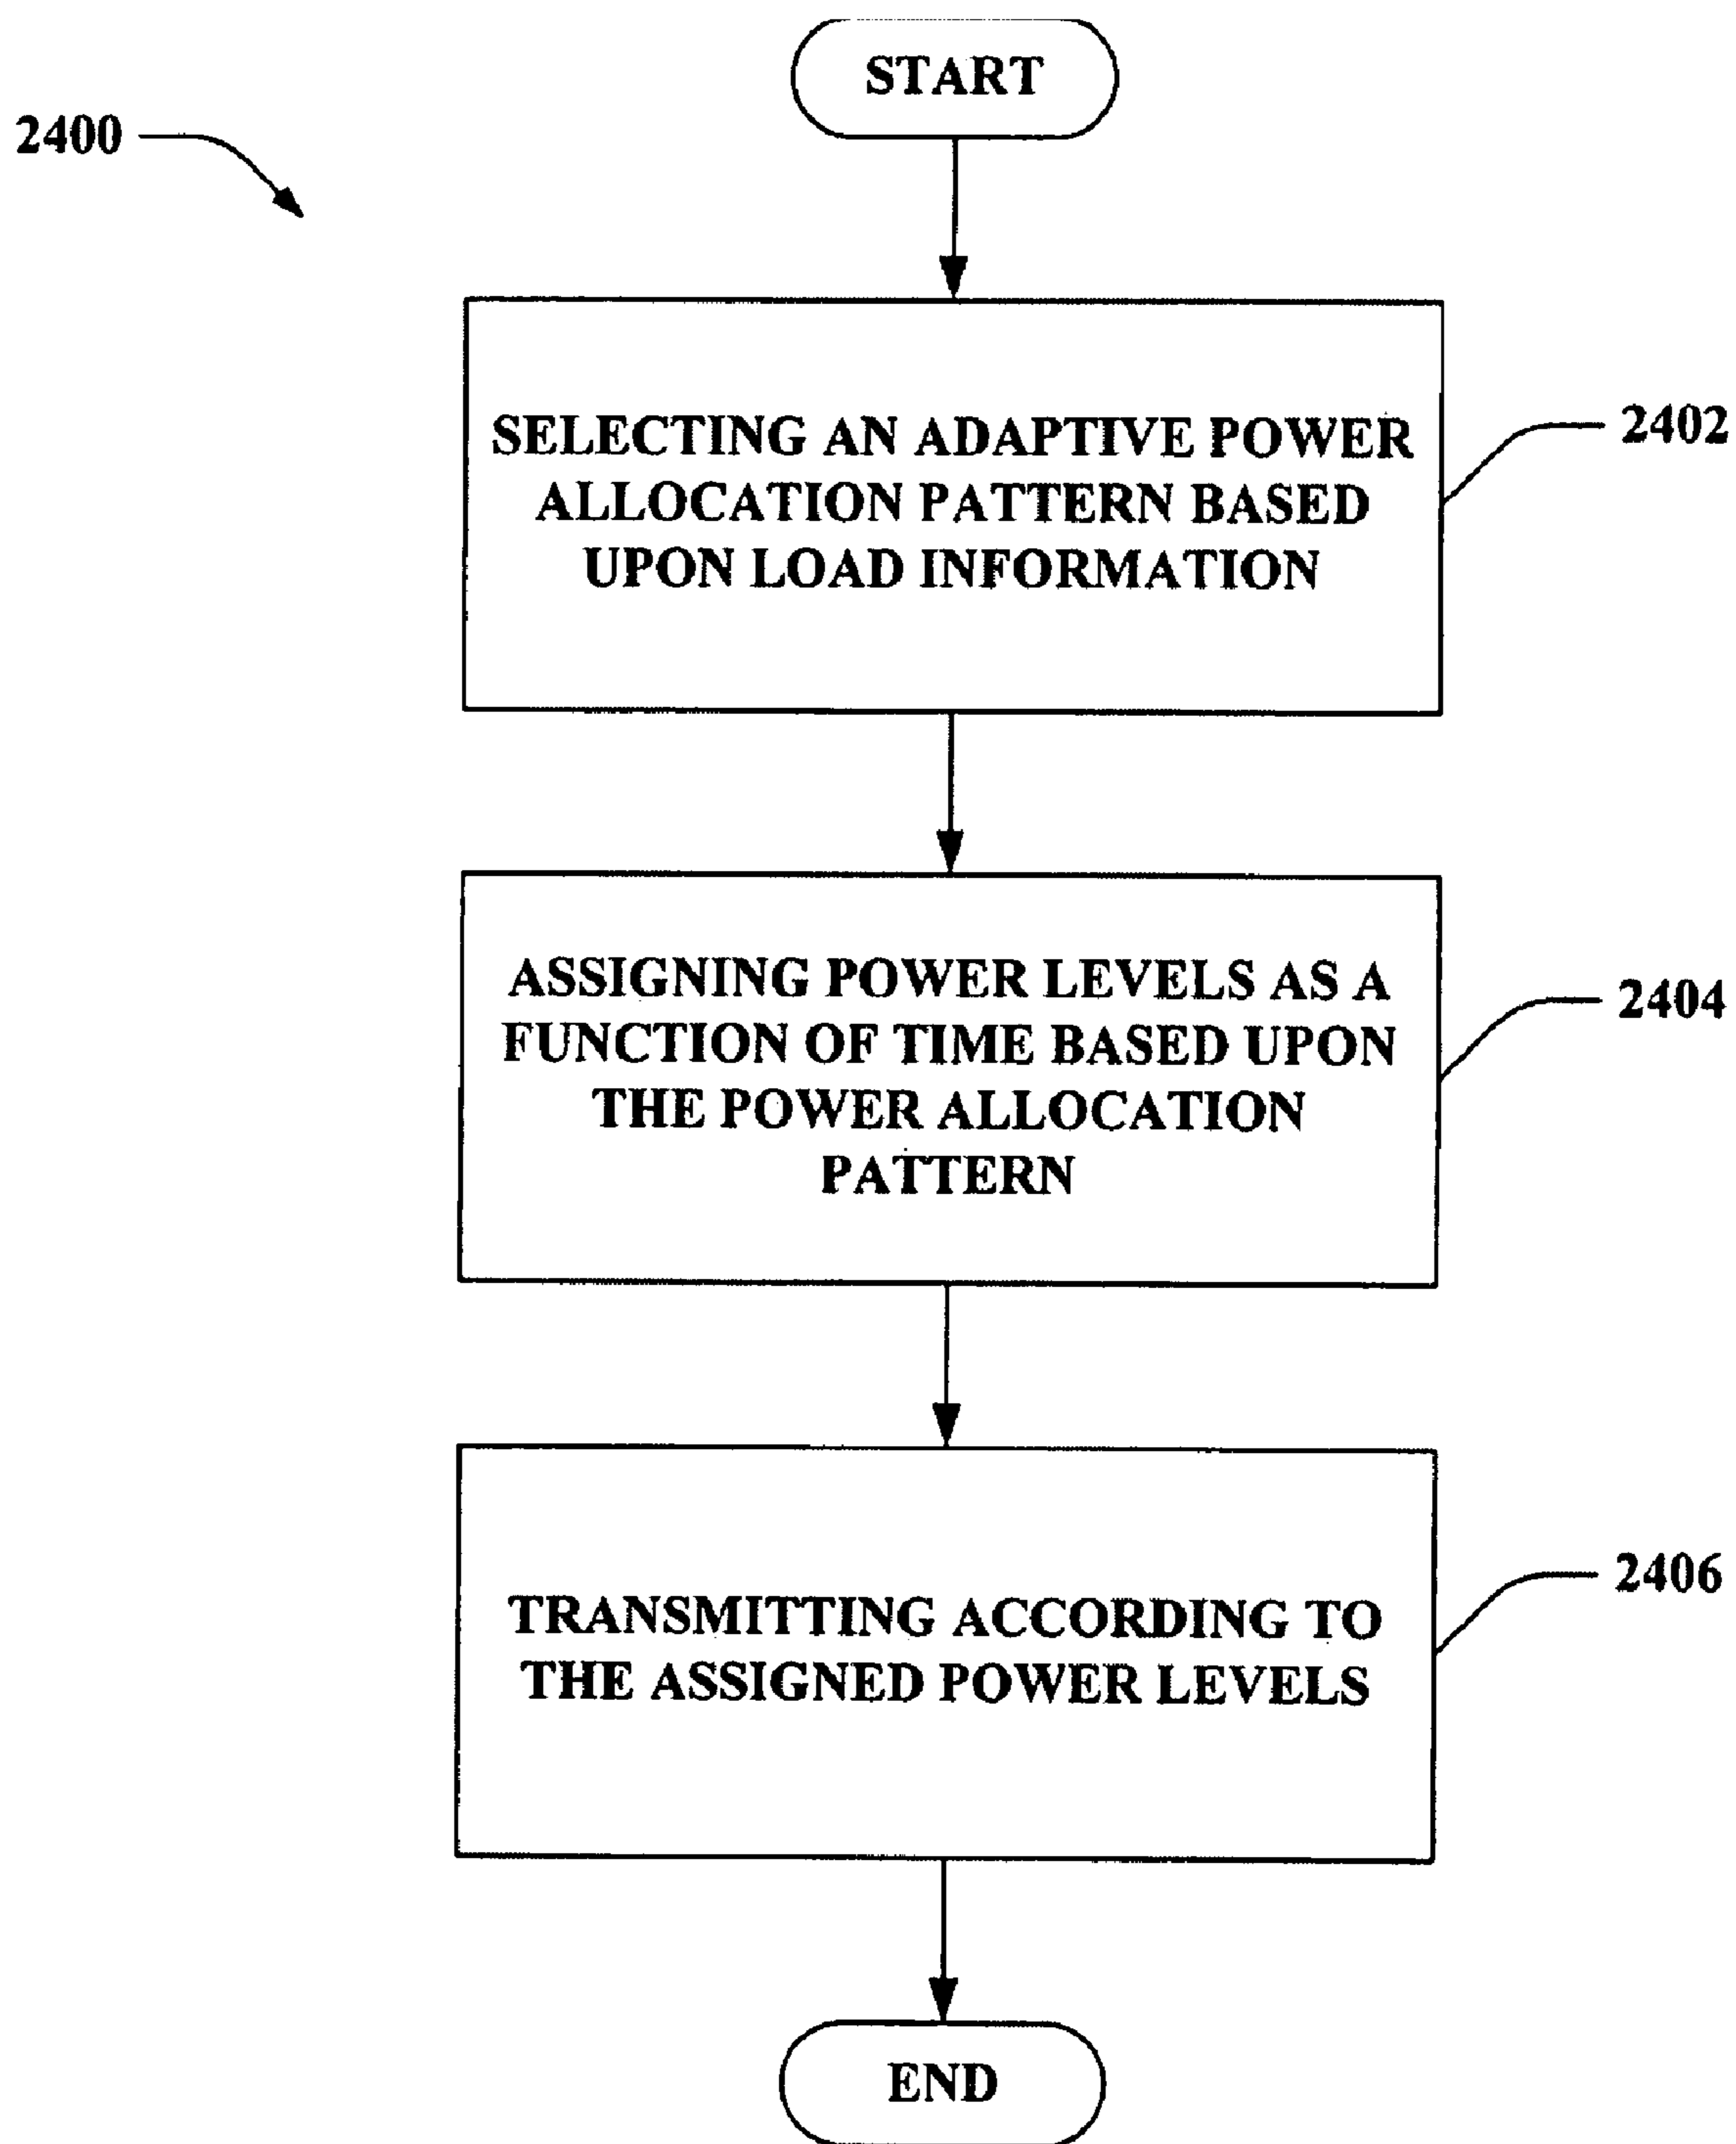 START
2400
SELECTING AN ADAPTIVE POWER
ALLOCATION PATTERN BASED
UPON LOAD INFORMATION
2402
ASSIGNING POWER LEVELS AS A
FUNCTION OF TIME BASED UPON
THE POWER ALLOCATION
PATTERN
2404
TRANSMITTING ACCORDING TO
THE ASSIGNED POWER LEVELS
2406
END